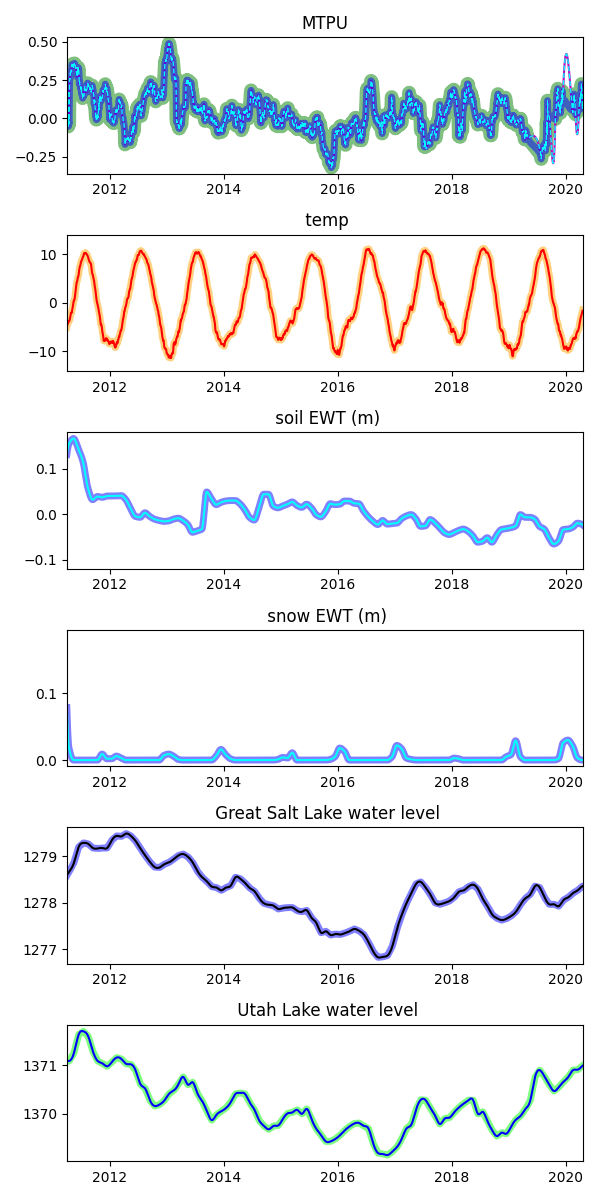 MTPU
0.50
0.25
0.00
−0.25
2012 2014 2016 2018 2020
temp
10
0
−10
2012 2014 2016 2018 2020
soil EWT (m)
0.1
0.0
−0.1
2012 2014 2016 2018 2020
snow EWT (m)
0.1
0.0
2012 2014 2016 2018 2020
Great Salt Lake water level
1279
1278
1277
2012 2014 2016 2018 2020
Utah Lake water level
1371
1370
2012 2014 2016 2018 2020